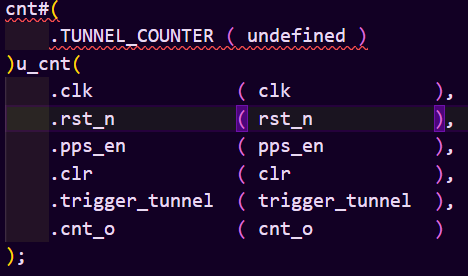 cnt#(
    .TUNNEL_COUNTER ( undefined )
)u_cnt(
    .clk             ( clk             ),
    .rst_n           ( rst_n           ),
    .pps_en          ( pps_en          ),
    .clr             ( clr             ),
    .trigger_tunnel  ( trigger_tunnel  ),
    .cnt_o           ( cnt_o           )
);